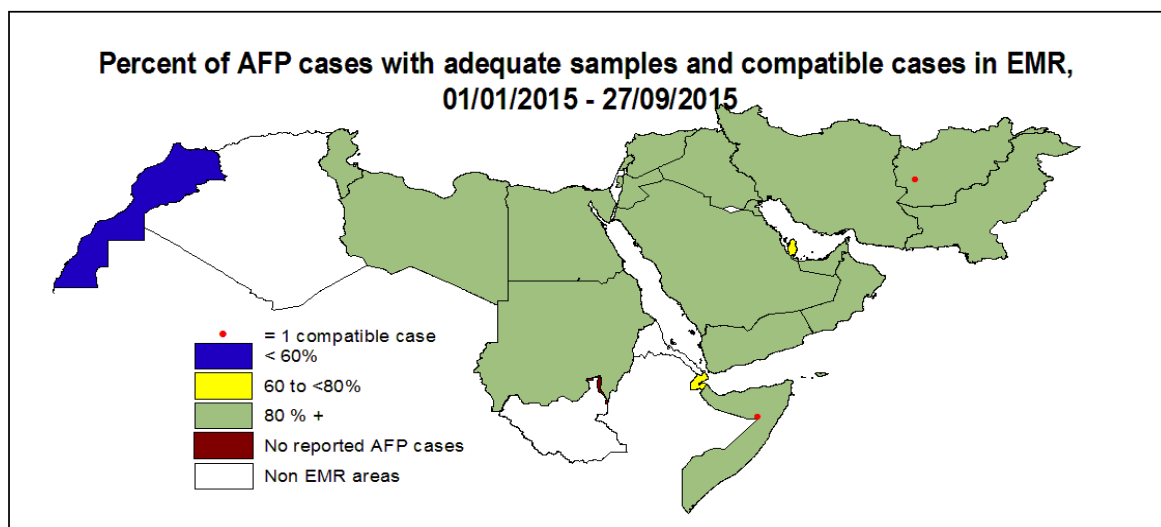 Percent of AFP cases with adequate samples and compatible cases in EMR,
01/01/2015 - 27/09/2015
= 1 compatible case
< 60%
60 to <80%
80 % +
No reported AFP cases
Non EMR areas